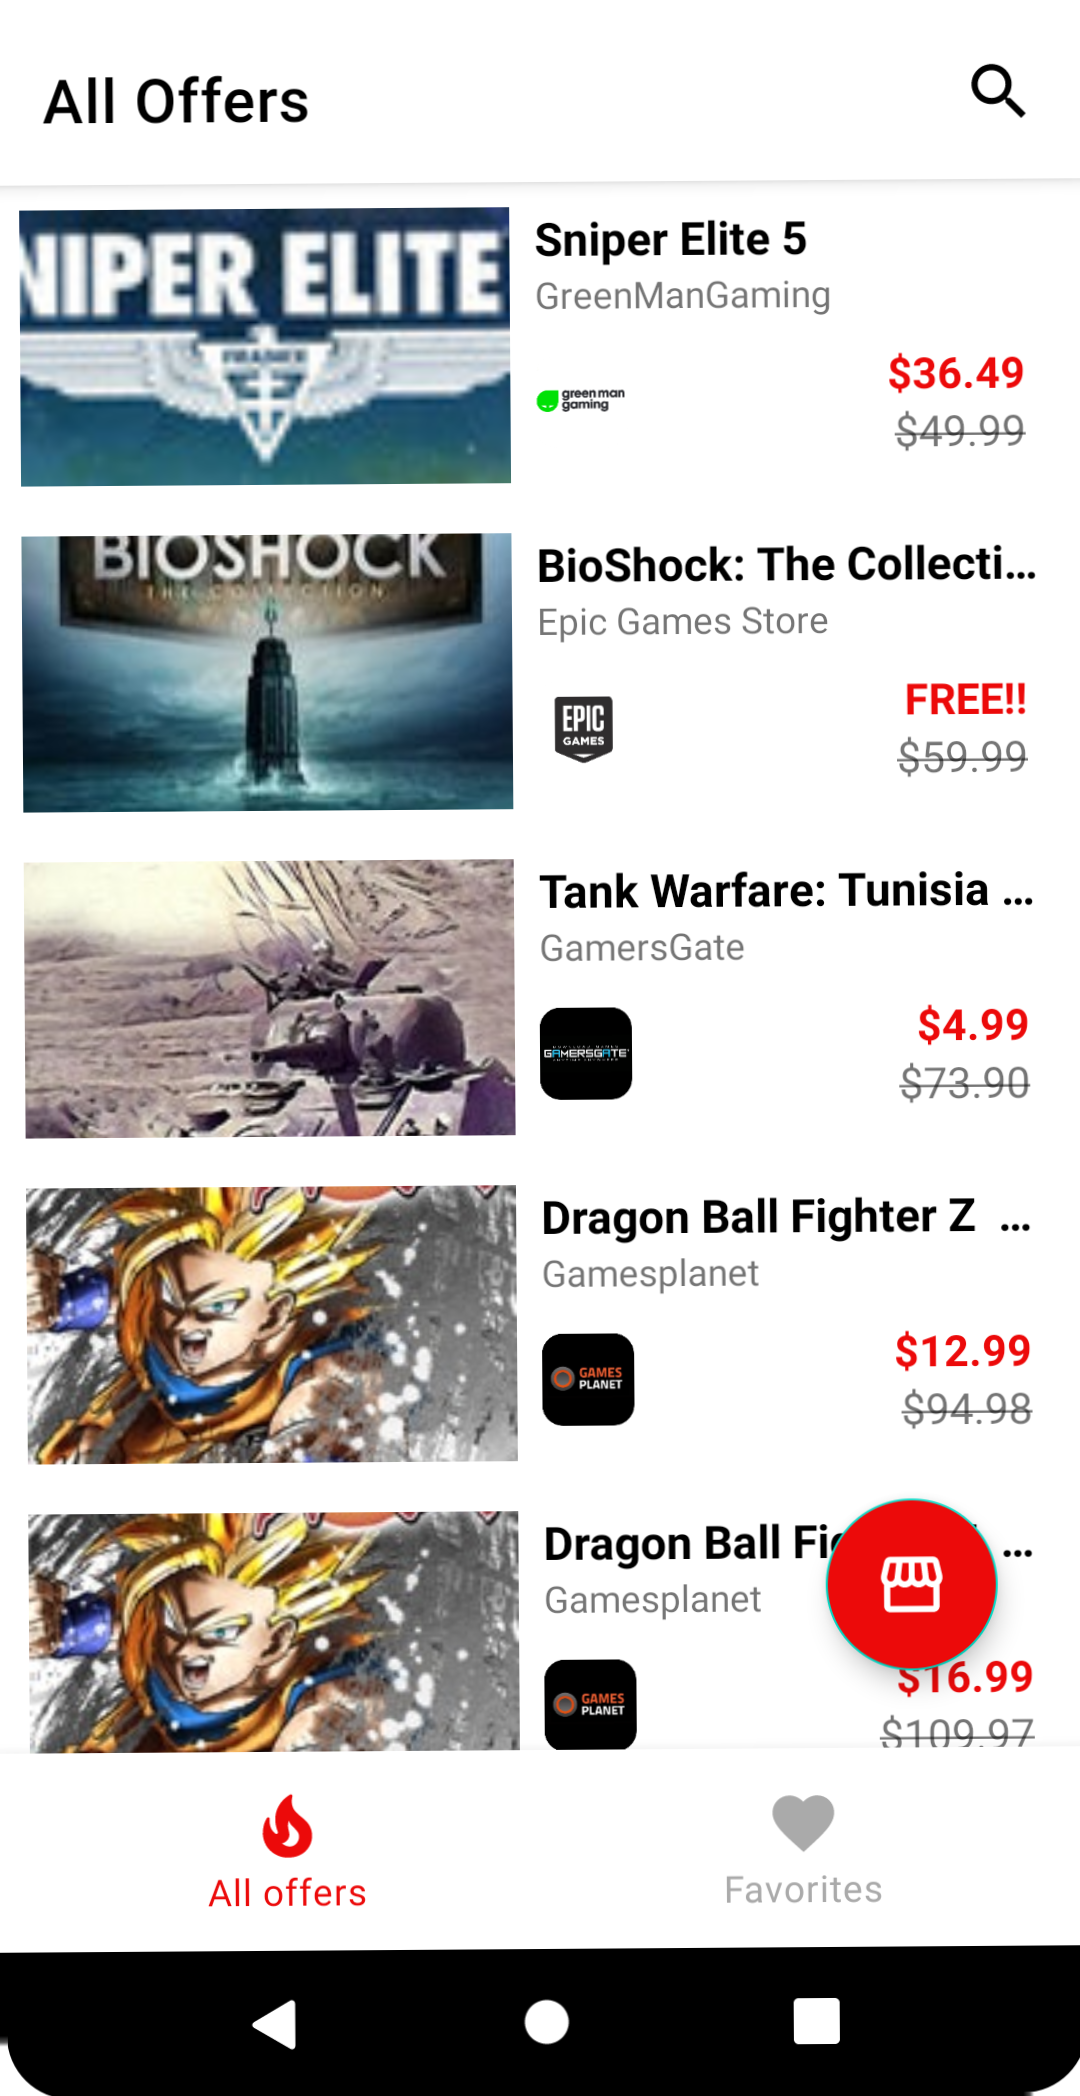 All Offers
NIPER ELITE
Sniper Elite 5
GreenManGaming
green man
gaming
$36.49
$49.99
BIOSHOCK
THE COLLECTION
BioShock: The Collecti...
Epic Games Store
EPIC
GAMES
FREE!!
$59.99
Tank Warfare: Tunisia ...
GamersGate
GAMERSGATE
$4.99
$73.90
Dragon Ball Fighter Z ...
Gamesplanet
GAMES
PLANET
$12.99
$94.98
Dragon Ball Fi ...
Gamesplanet
GAMES
PLANET
$16.99
$109.97
All offers
Favorites